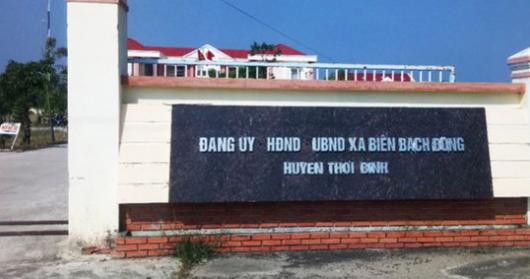 ĐẢNG ỦY - HĐND - UBND XÃ BIỂN BẠCH ĐÔNG
HUYỆN THỚI BÌNH